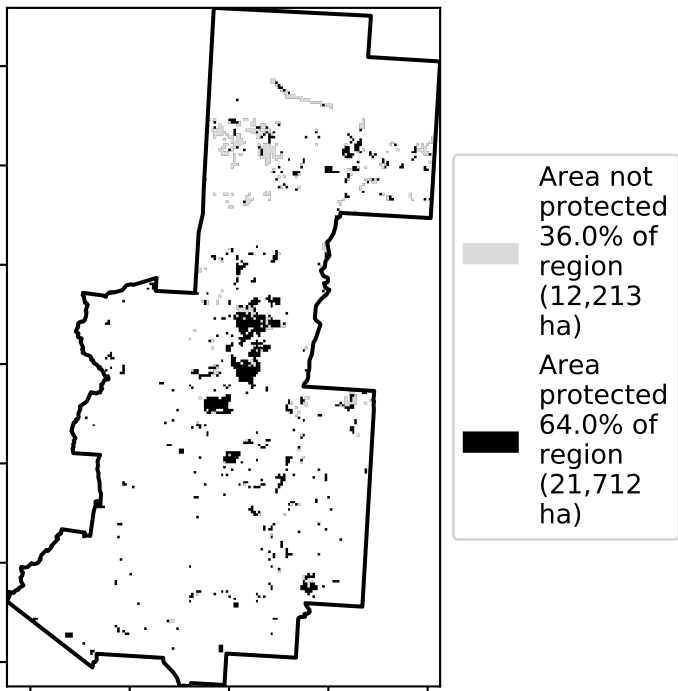 Area not
protected
36.0% of
region
(12,213
ha)
Area
protected
64.0% of
region
(21,712
ha)